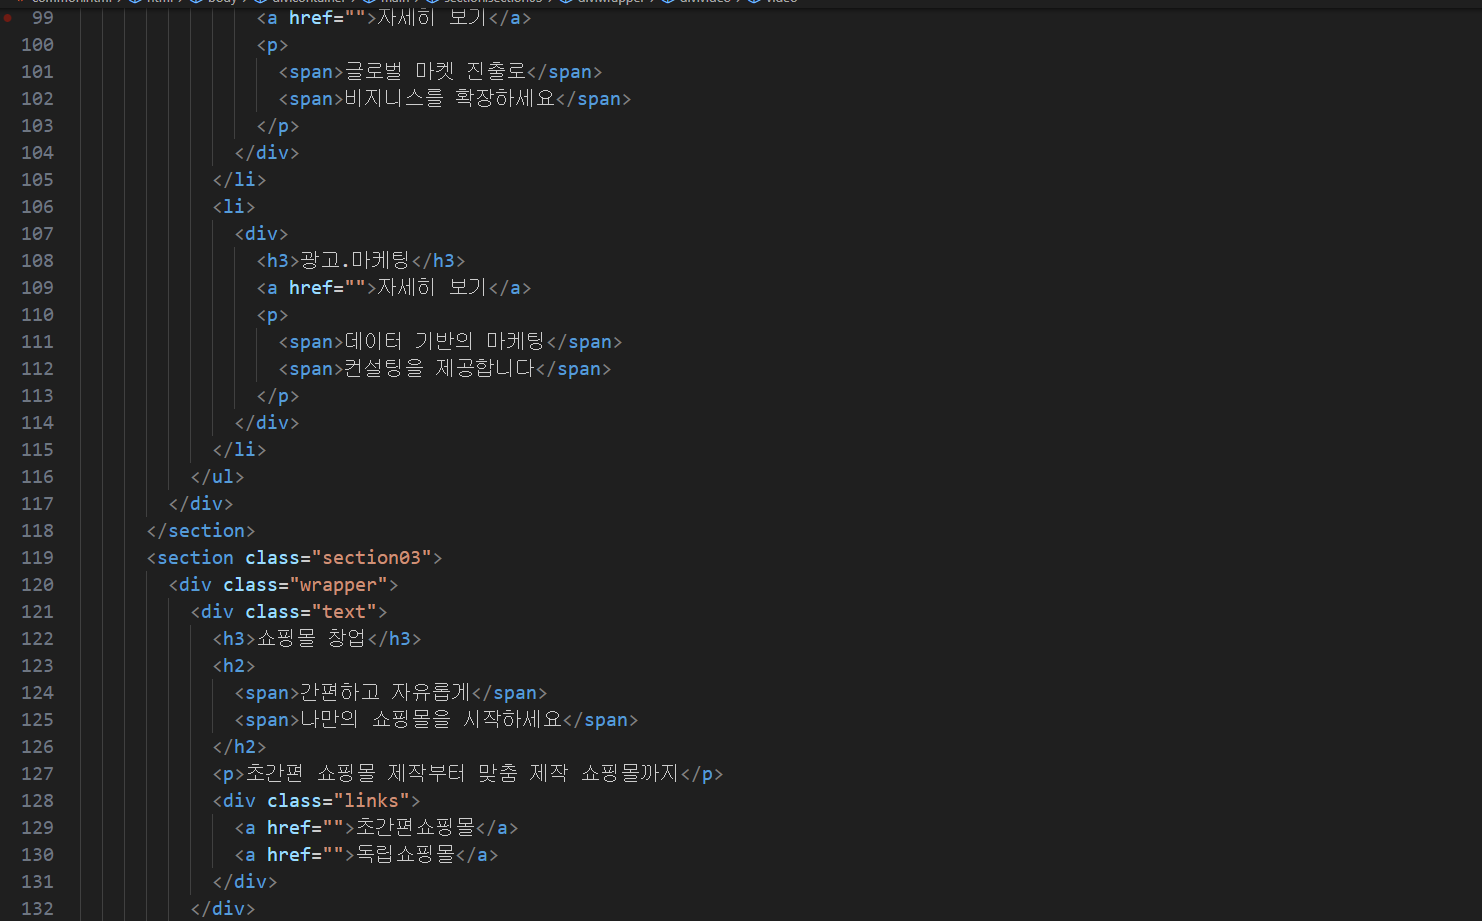 99 <a href="">자세히 보기</a>
100 <p>
101 <span>글로벌 마켓 진출로</span>
102 <span>비지니스를 확장하세요</span>
103 </p>
104 </div>
105 </li>
106 <li>
107 <div>
108 <h3>광고.마케팅</h3>
109 <a href="">자세히 보기</a>
110 <p>
111 <span>데이터 기반의 마케팅</span>
112 <span>컨설팅을 제공합니다</span>
113 </p>
114 </div>
115 </li>
116 </ul>
117 </div>
118 </section>
119 <section class="section03">
120 <div class="wrapper">
121 <div class="text">
122 <h3>쇼핑몰 창업</h3>
123 <h2>
124 <span>간편하고 자유롭게</span>
125 <span>나만의 쇼핑몰을 시작하세요</span>
126 </h2>
127 <p>초간편 쇼핑몰 제작부터 맞춤 제작 쇼핑몰까지</p>
128 <div class="links">
129 <a href="">초간편쇼핑몰</a>
130 <a href="">독립쇼핑몰</a>
131 </div>
132 </div>